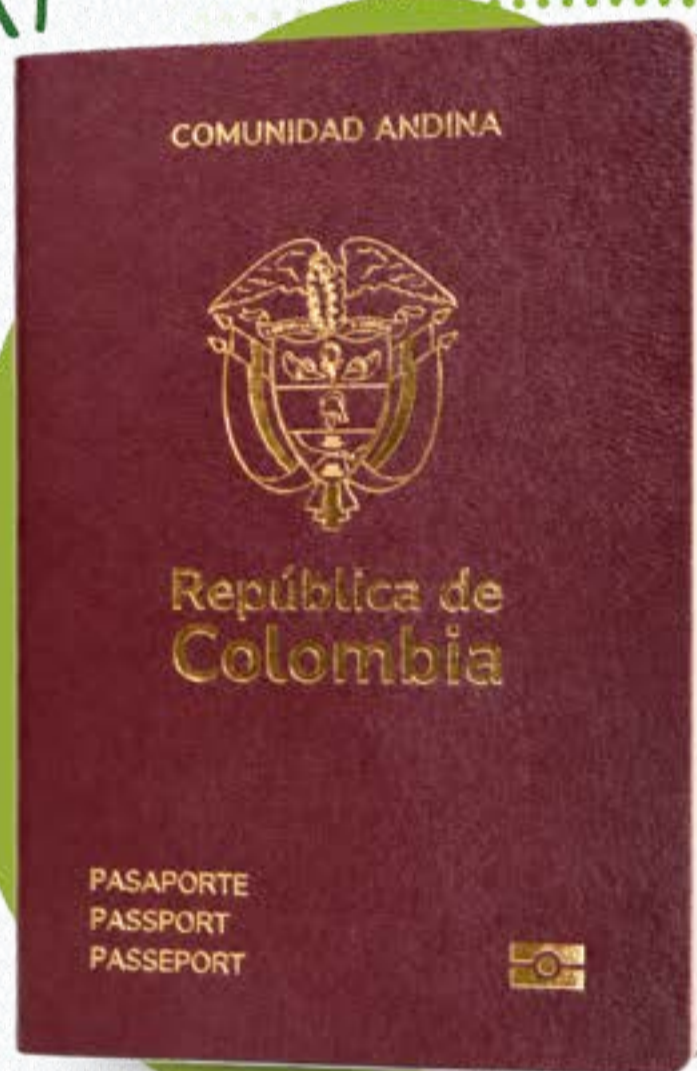 COMUNIDAD ANDINA
República de
Colombia
PASAPORTE
PASSPORT
PASSEPORT